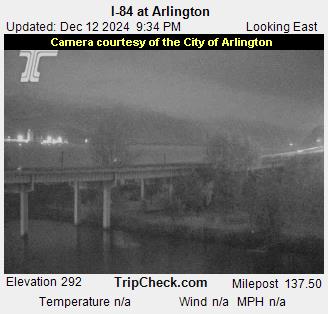 I-84 at Arlington
Updated: Dec 12 2024 9:34 PM Looking East
Camera courtesy of the City of Arlington
Elevation 292 TripCheck.com Milepost 137.50
Temperature n/a Wind n/a MPH n/a